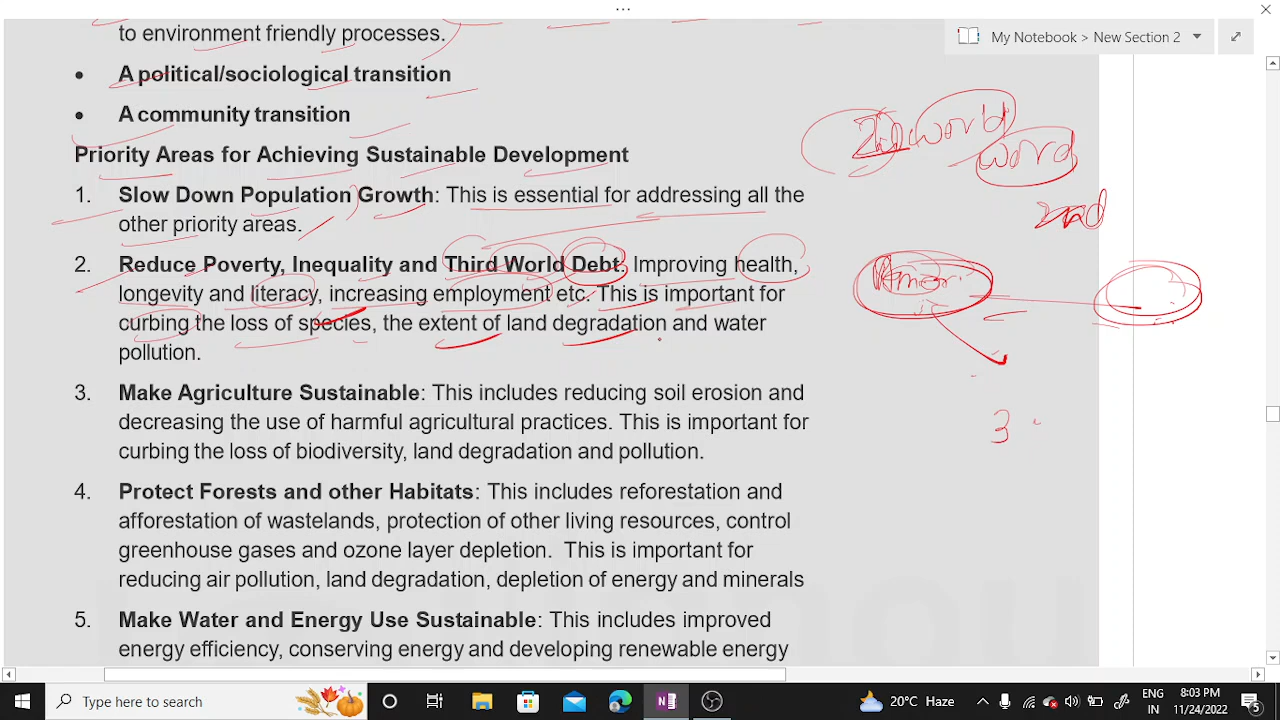 to environment friendly processes.
My Notebook > New Section 2
• A political/sociological transition
• A community transition
world
word
Priority Areas for Achieving Sustainable Development
1. Slow Down Population Growth: This is essential for addressing all the
other priority areas.
2. Reduce Poverty, Inequality and Third World Debt: Improving health,
longevity and literacy, increasing employment etc. This is important for
curbing the loss of species, the extent of land degradation and water
pollution.
3. Make Agriculture Sustainable: This includes reducing soil erosion and
decreasing the use of harmful agricultural practices. This is important for
3
curbing the loss of biodiversity, land degradation and pollution.
4. Protect Forests and other Habitats: This includes reforestation and
afforestation of wastelands, protection of other living resources, control
greenhouse gases and ozone layer depletion. This is important for
reducing air pollution, land degradation, depletion of energy and minerals
5. Make Water and Energy Use Sustainable: This includes improved
energy efficiency, conserving energy and developing renewable energy
Type here to search
20°C Haze
ENG
IN
8:03 PM
11/24/2022
5